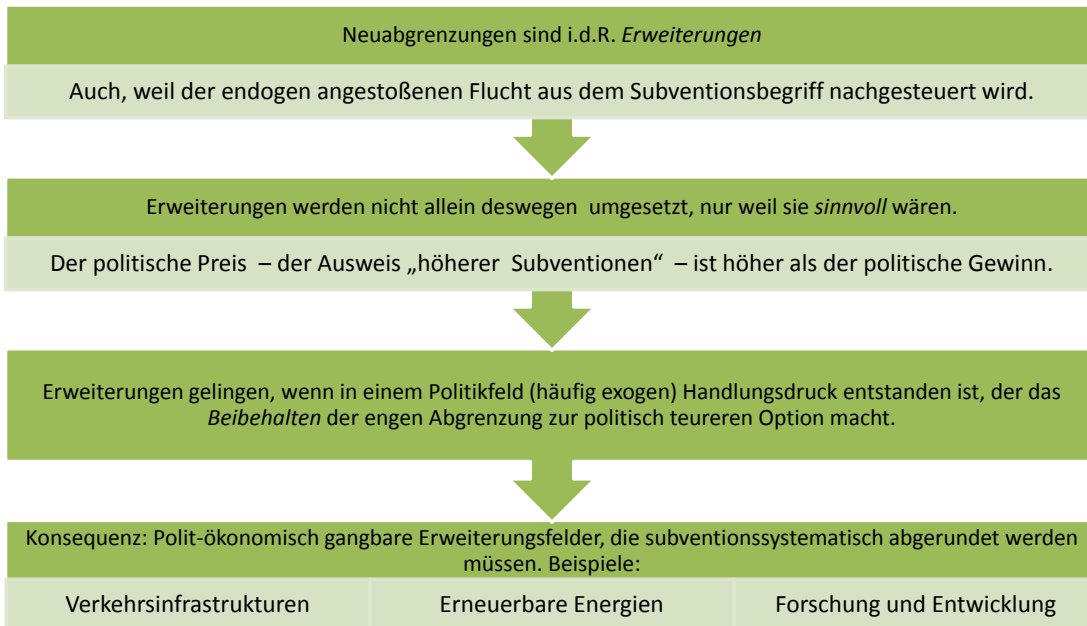 Neuabgrenzungen sind i.d.R. Erweiterungen
Auch, weil der endogen angestoßenen Flucht aus dem Subventionsbegriff nachgesteuert wird.
Erweiterungen werden nicht allein deswegen umgesetzt, nur weil sie sinnvoll wären.
Der politische Preis – der Ausweis „höherer Subventionen“ – ist höher als der politische Gewinn.
Erweiterungen gelingen, wenn in einem Politikfeld (häufig exogen) Handlungsdruck entstanden ist, der das
Beibehalten der engen Abgrenzung zur politisch teureren Option macht.
Konsequenz: Polit-ökonomisch gangbare Erweiterungsfelder, die subventionssystematisch abgerundet werden
müssen. Beispiele:
Verkehrsinfrastrukturen Erneuerbare Energien Forschung und Entwicklung